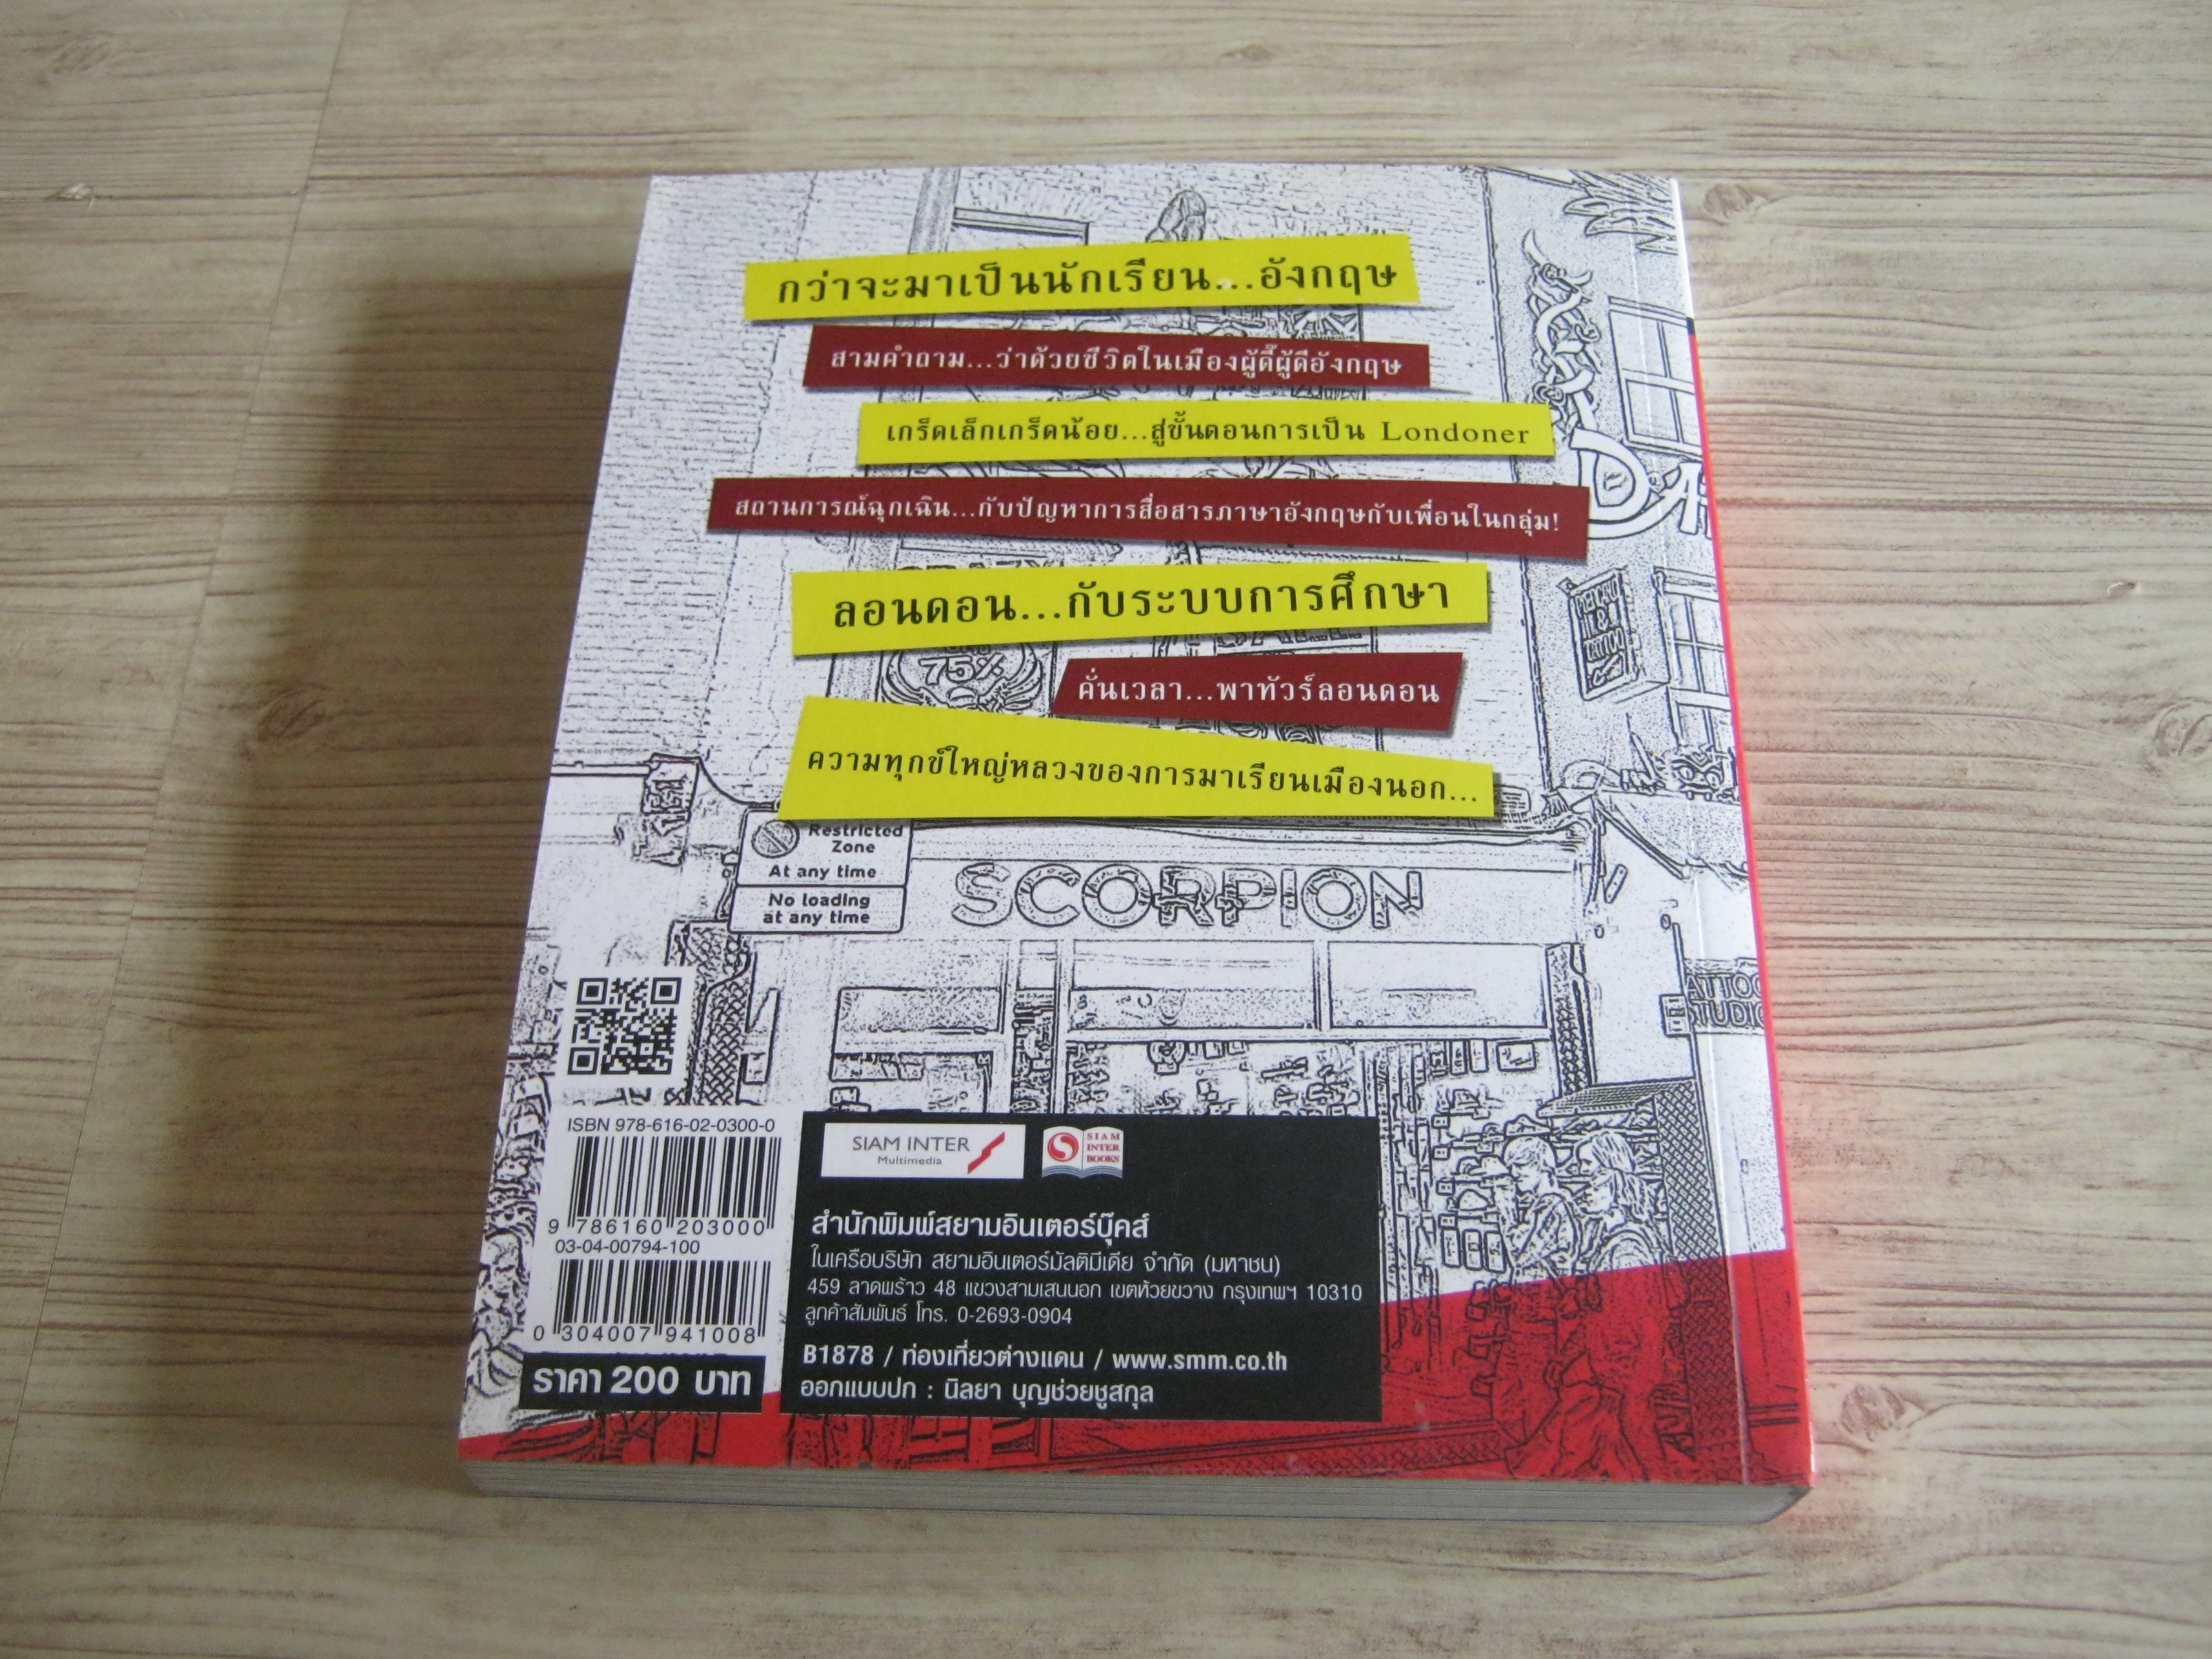 กว่าจะมาเป็นนักเรียน...อังกฤษ
สามคำถาม...ว่าด้วยชีวิตในเมืองผู้ดี๊ผู้ดีอังกฤษ
เกร็ดเล็กเกร็ดน้อย...สู่ขั้นตอนการเป็น Londoner
สถานการณ์ฉุกเฉิน...กับปัญหาการสื่อสารภาษาอังกฤษกับเพื่อนในกลุ่ม!
ลอนดอน...กับระบบการศึกษา
75%
คั่นเวลา...พาทัวร์ลอนดอน
ความทุกข์ใหญ่หลวงของการมาเรียนเมืองนอก...
Restricted
Zone
At any time
No loading
at any time
SCORPION
TATTOO
ATTOO
STUDIO
ISBN 978-616-02-0300-0
9 786160 203000
03-04-00794-100
0 304007 941008
ราคา 200 บาท
SIAM INTER
Multimedia
SIAM
INTER
BOOKS
สำนักพิมพ์สยามอินเตอร์บุ๊คส์
ในเครือบริษัท สยามอินเตอร์มัลติมีเดีย จำกัด (มหาชน)
459 ลาดพร้าว 48 แขวงสามเสนนอก เขตห้วยขวาง กรุงเทพฯ 10310
ลูกค้าสัมพันธ์ โทร. 0-2693-0904
B1878 / ท่องเที่ยวต่างแดน / www.smm.co.th
ออกแบบปก : นิลยา บุญช่วยชูสกุล